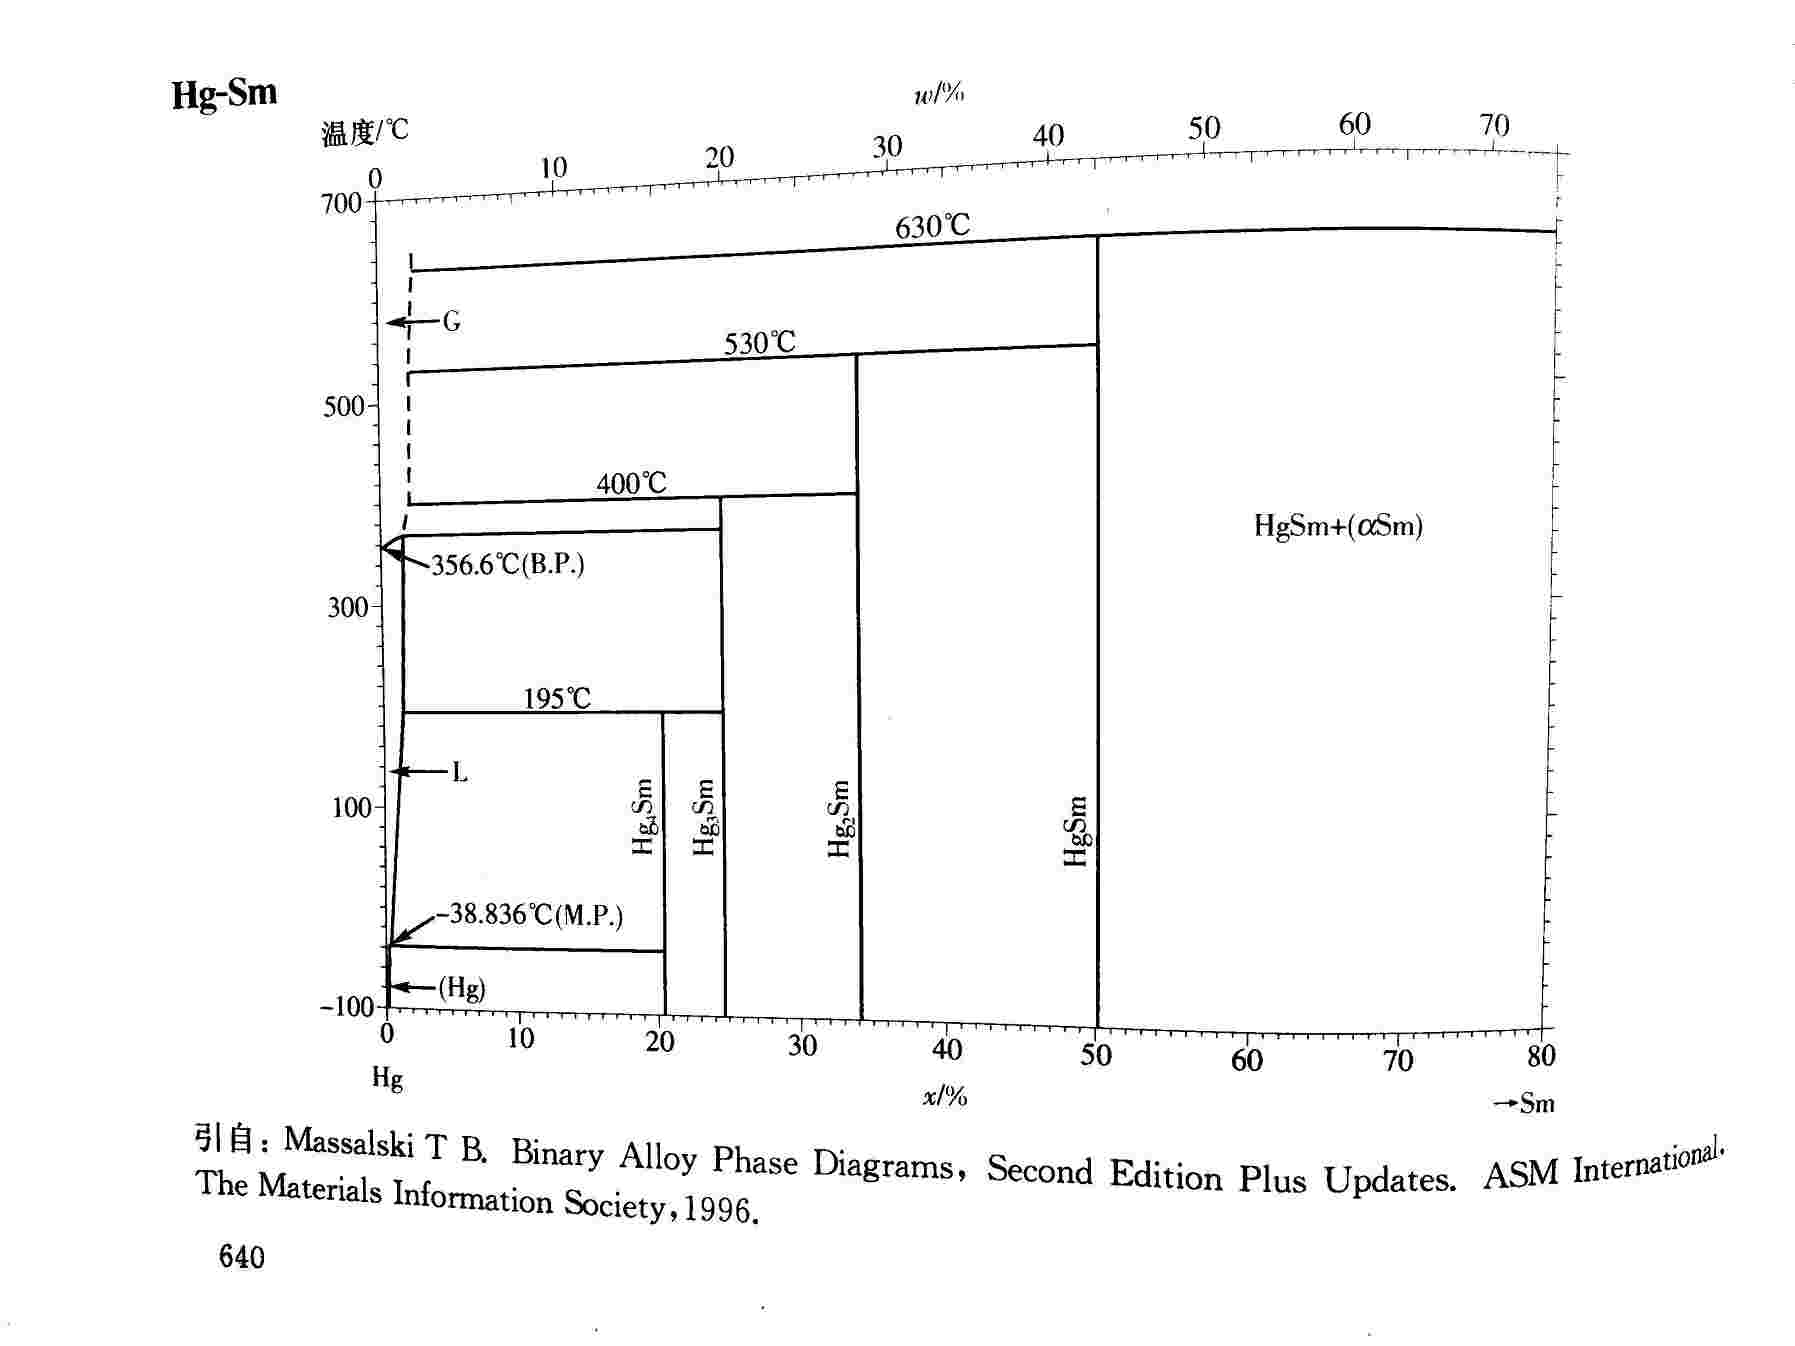 Hg-Sm
w/%
温度/℃
0 10 20 30 40 50 60 70
700
630℃
G
530℃
500
400℃
HgSm+(αSm)
356.6℃(B.P.)
300
195℃
L
Hg₄Sm
Hg₃Sm
Hg₂Sm
HgSm
100
-38.836℃(M.P.)
(Hg)
-100
0 10 20 30 40 50 60 70 80
Hg
x/%
→Sm
引自: Massalski T B. Binary Alloy Phase Diagrams, Second Edition Plus Updates. ASM International.
The Materials Information Society, 1996.
640